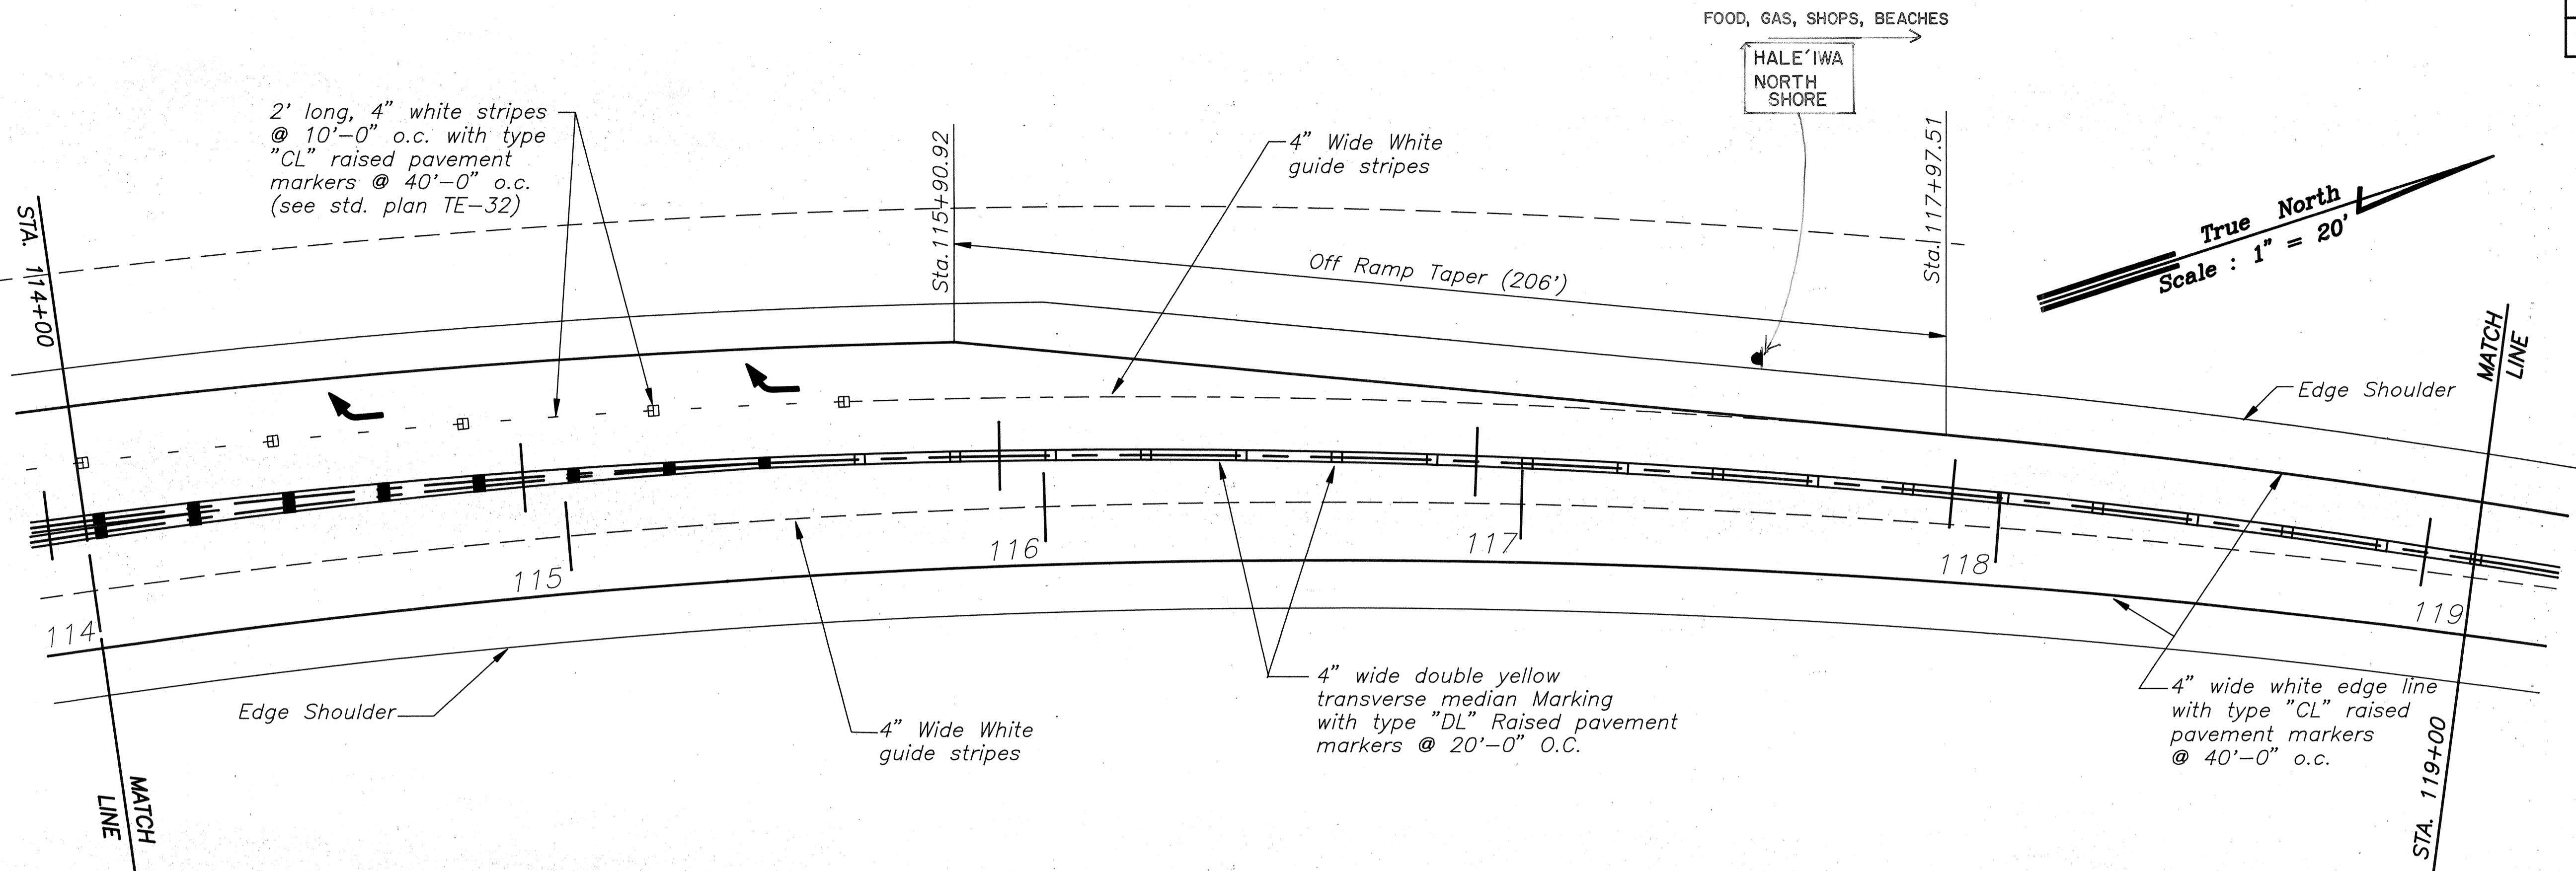 FOOD, GAS, SHOPS, BEACHES
HALE'IWA
NORTH
SHORE
2' long, 4" white stripes
@ 10'-0" o.c. with type
"CL" raised pavement
markers @ 40'-0" o.c.
(see std. plan TE-32)
4" Wide White
guide stripes
Sta. 115+90.92
Sta. 117+97.51
Off Ramp Taper (206')
True North
Scale : 1" = 20'
STA. 114+00
MATCH
LINE
Edge Shoulder
114
115
116
117
118
119
Edge Shoulder
4" Wide White
guide stripes
4" wide double yellow
transverse median Marking
with type "DL" Raised pavement
markers @ 20'-0" O.C.
4" wide white edge line
with type "CL" raised
pavement markers
@ 40'-0" o.c.
MATCH
LINE
STA. 119+00